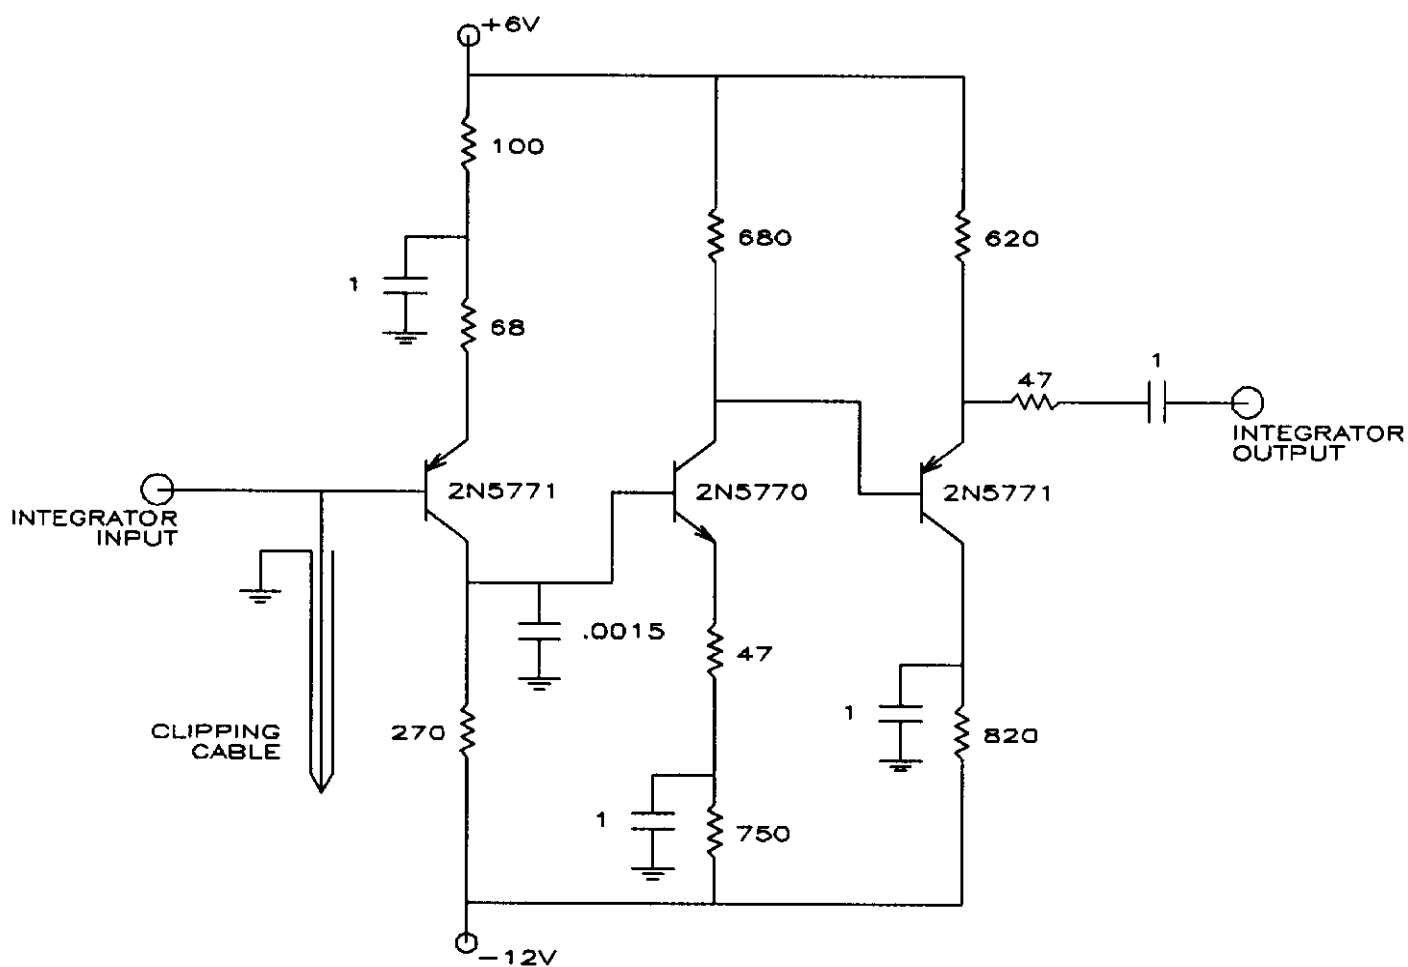 +6V
100
680
620
1
68
47
1
INTEGRATOR
OUTPUT
2N5771
2N5770
2N5771
INTEGRATOR
INPUT
.0015
47
CLIPPING
CABLE
270
1
820
1
750
-12V